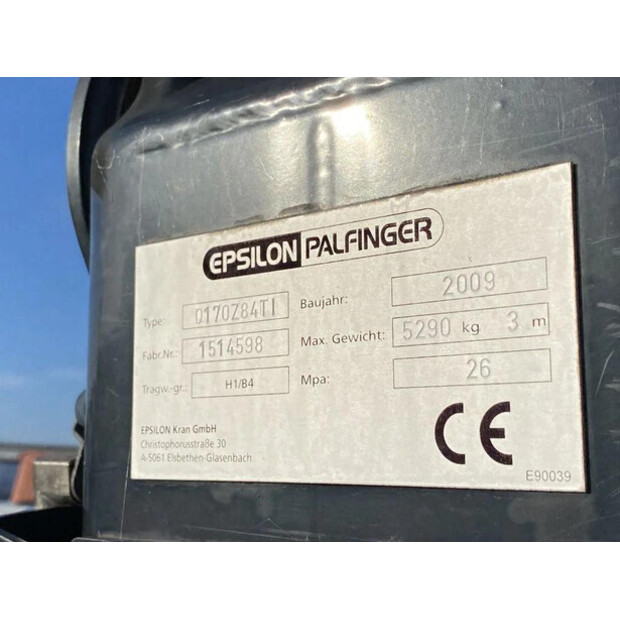 EPSILON PALFINGER
Type: Q170Z84TI Baujahr: 2009
Fabr.Nr.: 1514598 Max. Gewicht: 5290 kg 3 m
Tragw.-gr.: H1/B4 Mpa: 26
EPSILON Kran GmbH
Christophorusstraße 30
A-5061 Elsbethen-Glasenbach
CE
E90039